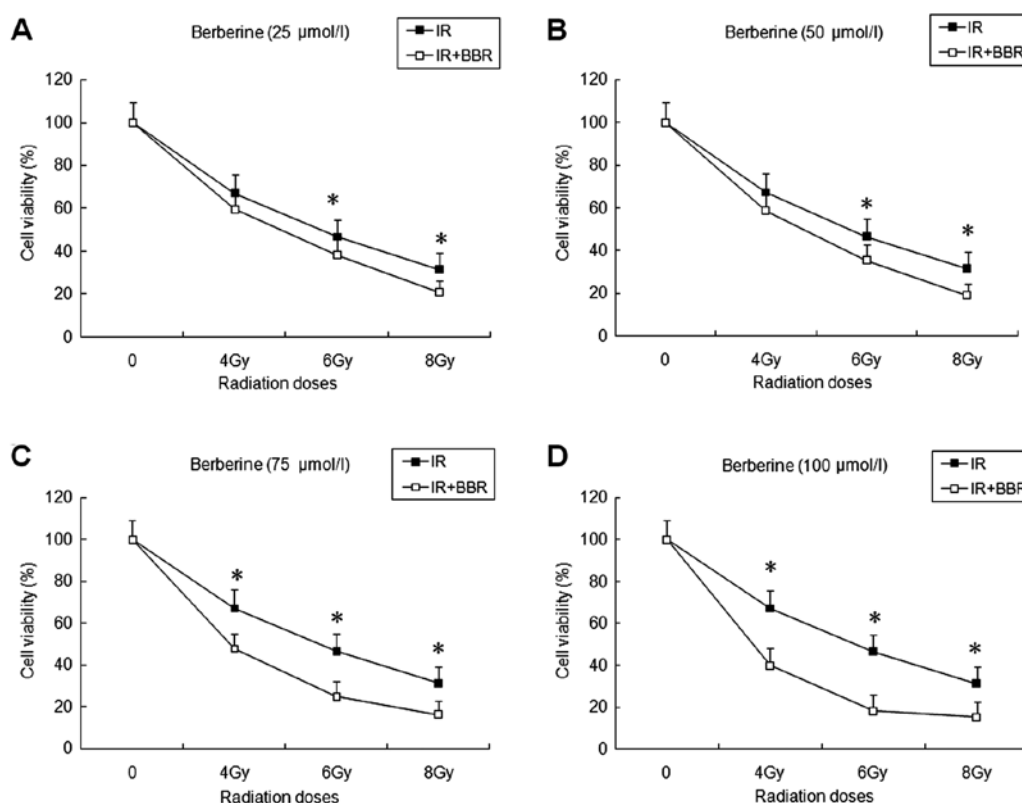 A
Berberine (25 µmol/l)
IR
IR+BBR
Cell viability (%)
120
100
80
60
40
20
0
*
*
0 4Gy 6Gy 8Gy
Radiation doses
B
Berberine (50 µmol/l)
IR
IR+BBR
Cell viability (%)
120
100
80
60
40
20
0
*
*
0 4Gy 6Gy 8Gy
Radiation doses
C
Berberine (75 µmol/l)
IR
IR+BBR
Cell viability (%)
120
100
80
60
40
20
0
*
*
*
0 4Gy 6Gy 8Gy
Radiation doses
D
Berberine (100 µmol/l)
IR
IR+BBR
Cell viability (%)
120
100
80
60
40
20
0
*
*
*
0 4Gy 6Gy 8Gy
Radiation doses